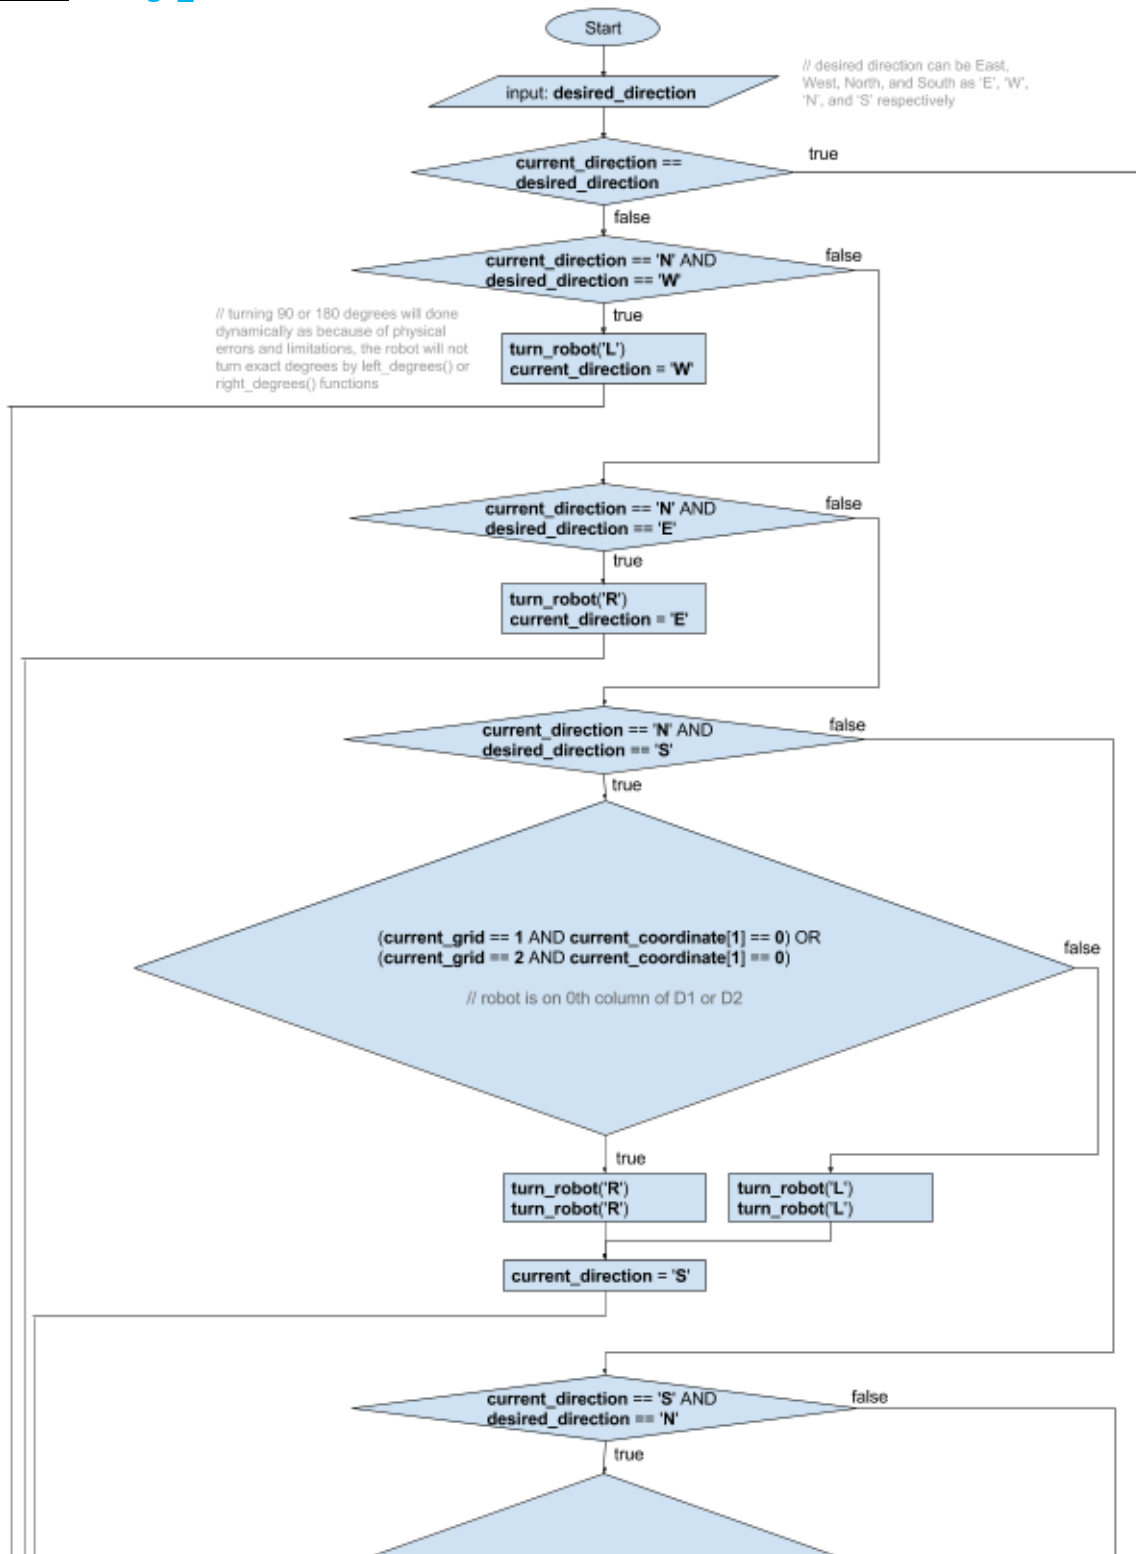 Start
input: desired_direction
// desired direction can be East,
West, North, and South as 'E', 'W',
'N', and 'S' respectively
current_direction ==
desired_direction
true
false
current_direction == 'N' AND
desired_direction == 'W'
false
true
// turning 90 or 180 degrees will done
dynamically as because of physical
errors and limitations, the robot will not
turn exact degrees by left_degrees() or
right_degrees() functions
turn_robot('L')
current_direction = 'W'
current_direction == 'N' AND
desired_direction == 'E'
false
true
turn_robot('R')
current_direction = 'E'
current_direction == 'N' AND
desired_direction == 'S'
false
true
(current_grid == 1 AND current_coordinate[1] == 0) OR
(current_grid == 2 AND current_coordinate[1] == 0)
// robot is on 0th column of D1 or D2
false
true
turn_robot('R')
turn_robot('R')
turn_robot('L')
turn_robot('L')
current_direction = 'S'
current_direction == 'S' AND
desired_direction == 'N'
false
true